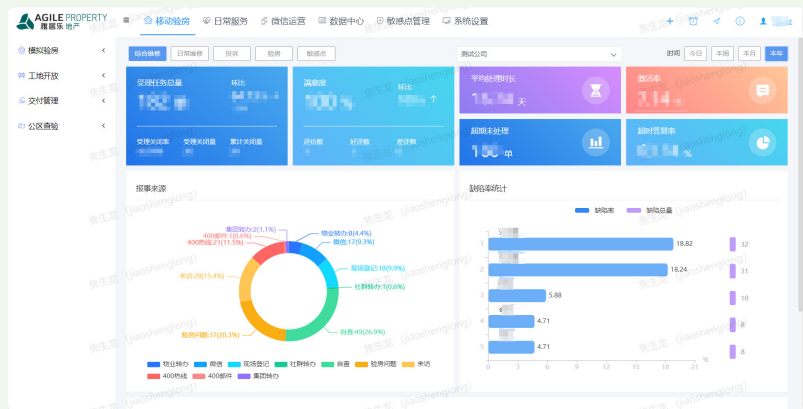 AGILE PROPERTY
雅居乐 地产
移动验房 日常服务 微信运营 数据中心 敏感点管理 系统设置
模拟验房
工地开放
交付管理
公区查验
综合维修 日常维修 投诉 验房 敏感点 测试公司 时间 今日 本周 本月 本年
受理任务总量 环比
受理关闭率 受理关闭量 累计关闭量
满意度 环比
评价数 好评数 差评数
平均处理时长
天
激活率
超期未处理
单
超时答复率
%
报事来源
集团转办:2(1.1%)
400邮件:1(0.6%)
400热线:21(11.5%)
来访:28(15.4%)
验房问题:37(20.3%)
物业转办:8(4.4%)
微信:17(9.3%)
现场登记:18(9.9%)
社群转办:1(0.6%)
自查:49(26.9%)
物业转办 微信 现场登记 社群转办 自查 验房问题 来访
400热线 400邮件 集团转办
缺陷率统计
缺陷率 缺陷总量
1 18.82 32
2 18.24 31
3 5.88 10
4 4.71 8
5 4.71 8
0 3 6 9 12 15 18 21 %
焦生龙 (jiaoshenglong)